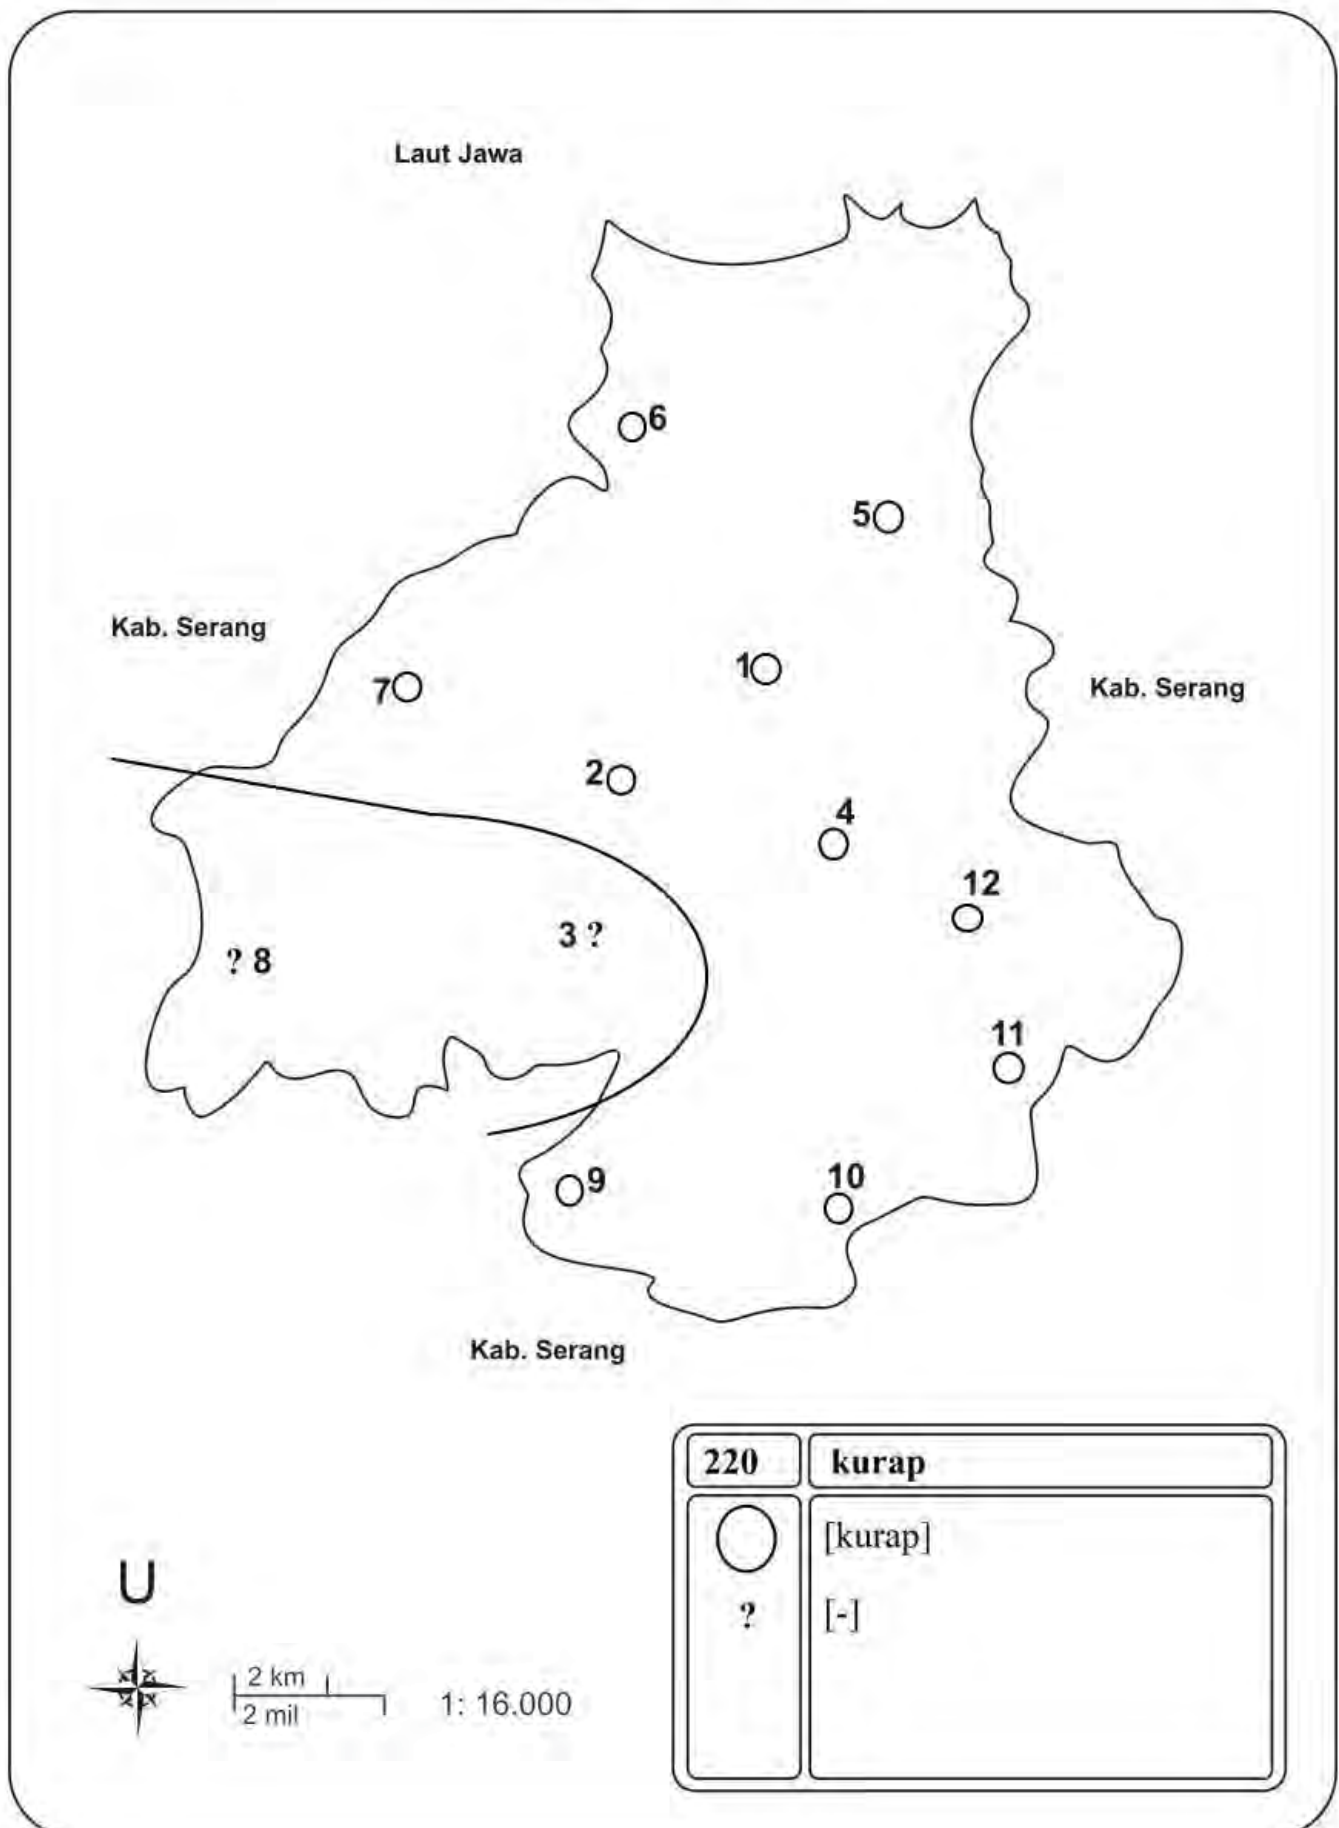 Laut Jawa
6
5
Kab. Serang
1
7
Kab. Serang
2
4
12
3 ?
? 8
11
9
10
Kab. Serang
220 kurap
[kurap]
? [-]
U
2 km
2 mil
1: 16.000